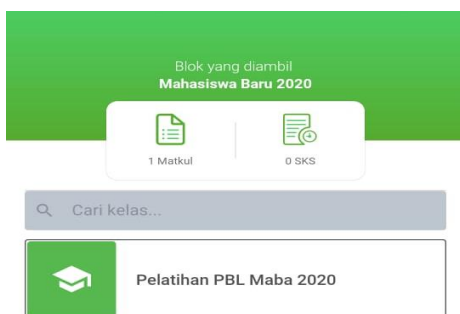 Blok yang diambil
Mahasiswa Baru 2020
1 Matkul
0 SKS
Cari kelas...
Pelatihan PBL Maba 2020